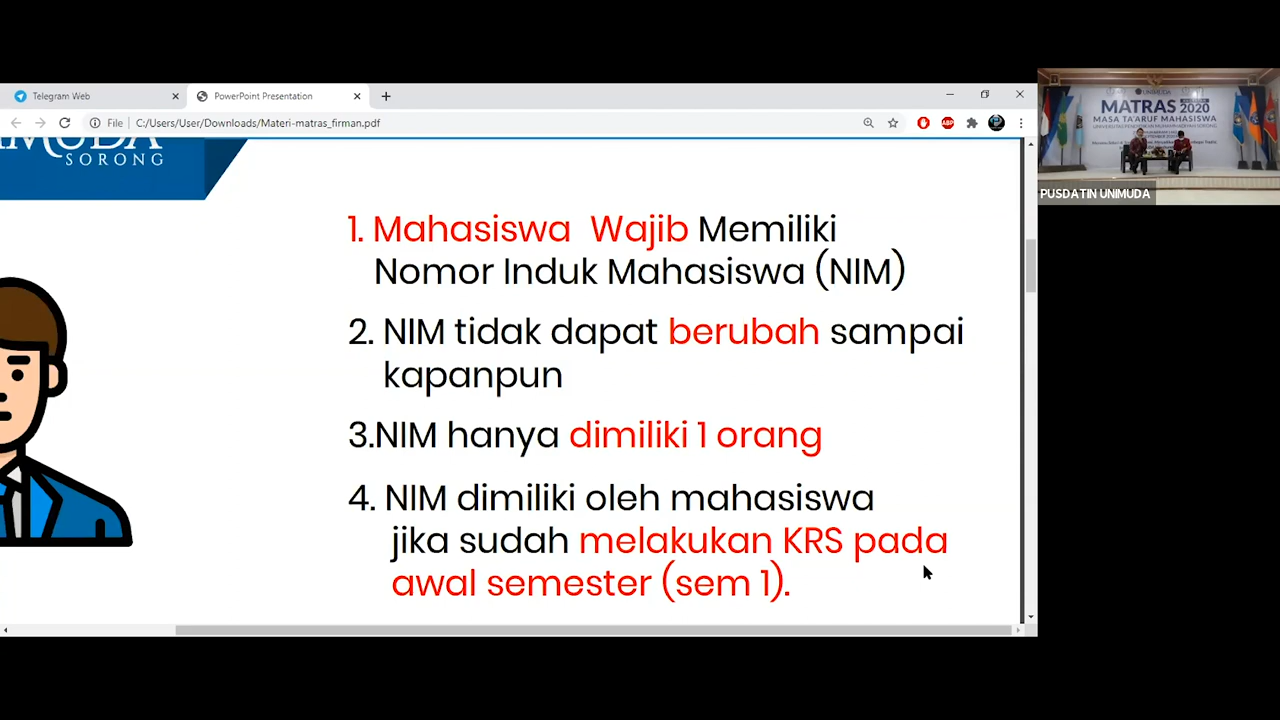 Telegram Web
PowerPoint Presentation
File
C:/Users/User/Downloads/Materi-matras_firman.pdf
SORONG
1. Mahasiswa Wajib Memiliki
Nomor Induk Mahasiswa (NIM)
2. NIM tidak dapat berubah sampai
kapanpun
3.NIM hanya dimiliki 1 orang
4. NIM dimiliki oleh mahasiswa
jika sudah melakukan KRS pada
awal semester (sem 1).
ABP
UNIMUDA
MATRAS 2020
MASA TA'ARUF MAHASISWA
PUSDATIN UNIMUDA